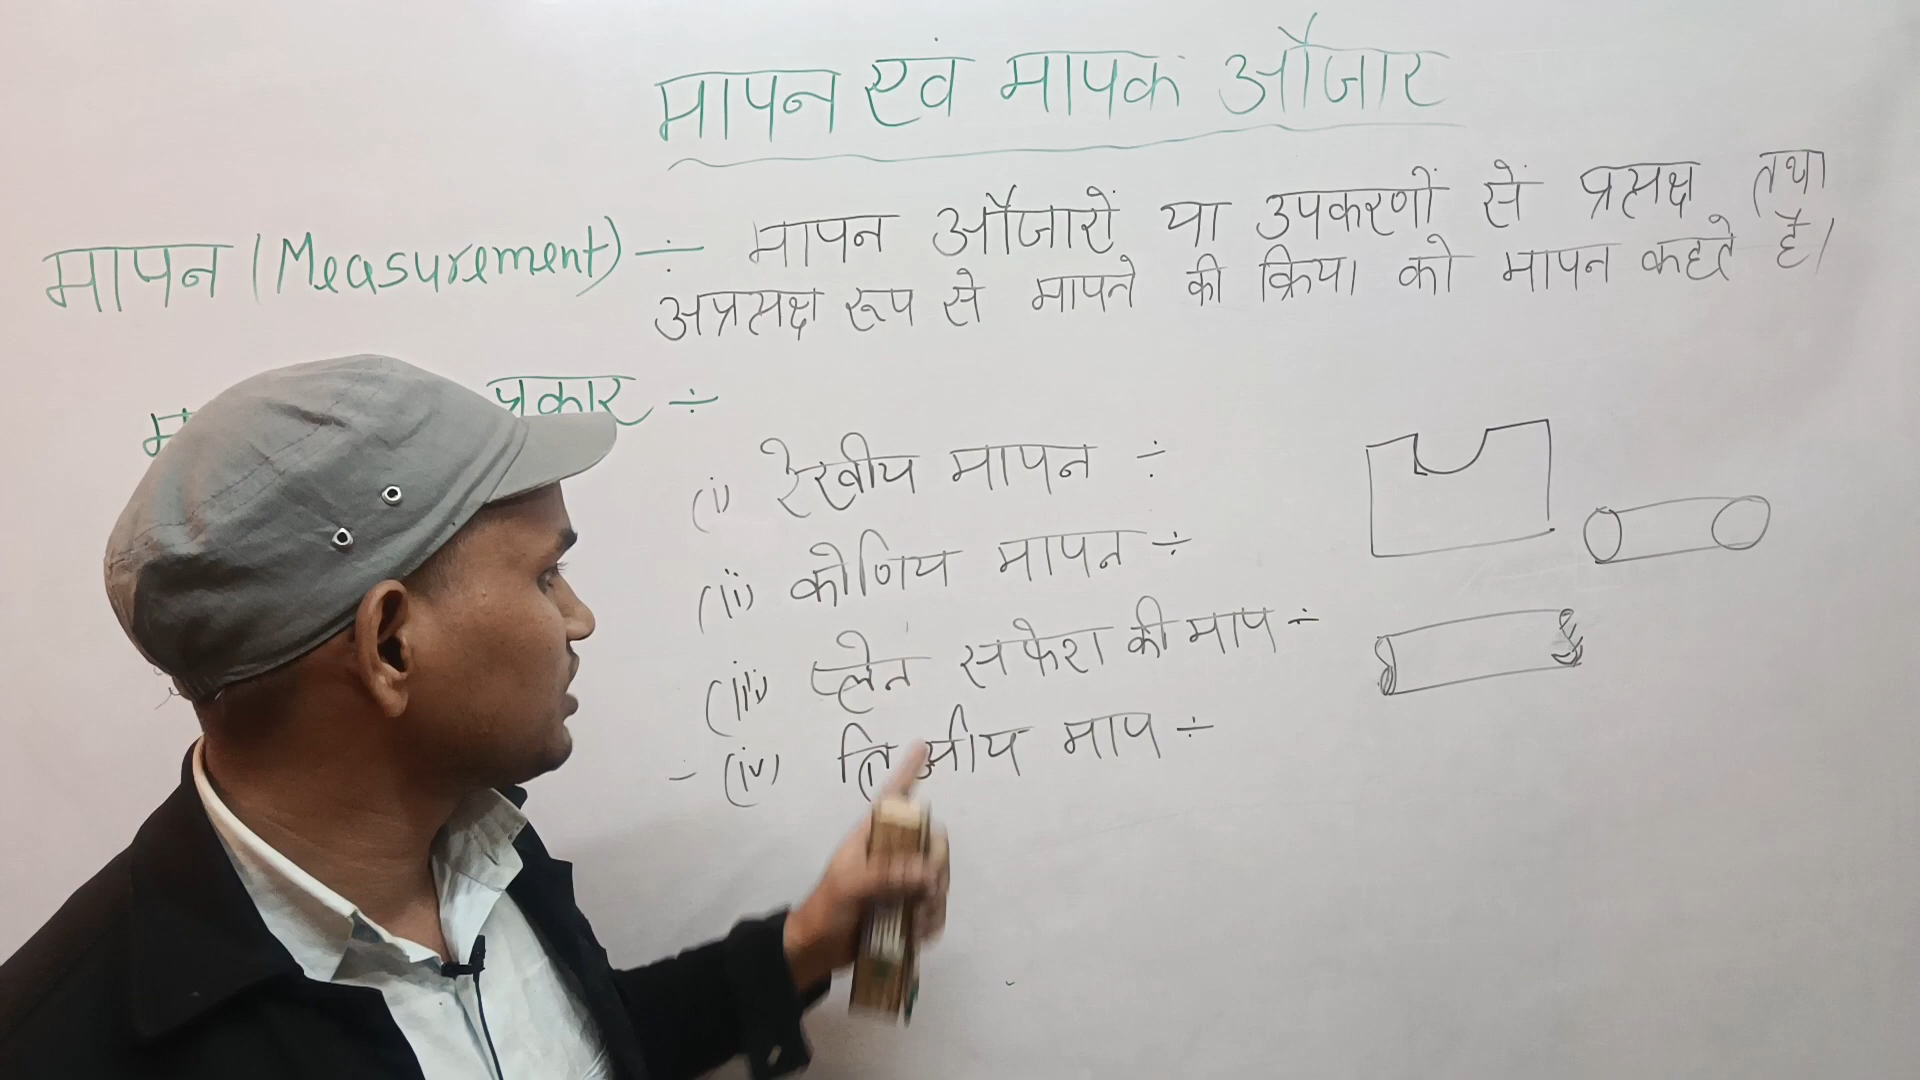 मापन एवं मापक औजार
मापन (Measurement) ÷ मापन औजारों या उपकरणों से प्रत्यक्ष तथा
अप्रत्यक्ष रूप से मापने की क्रिया को मापन कहते है।
प्रकार ÷
(i) रेखीय मापन ÷
(ii) कोणिय मापन ÷
(iii) प्लेन सर्फेश की माप ÷
- (iv) माप ÷